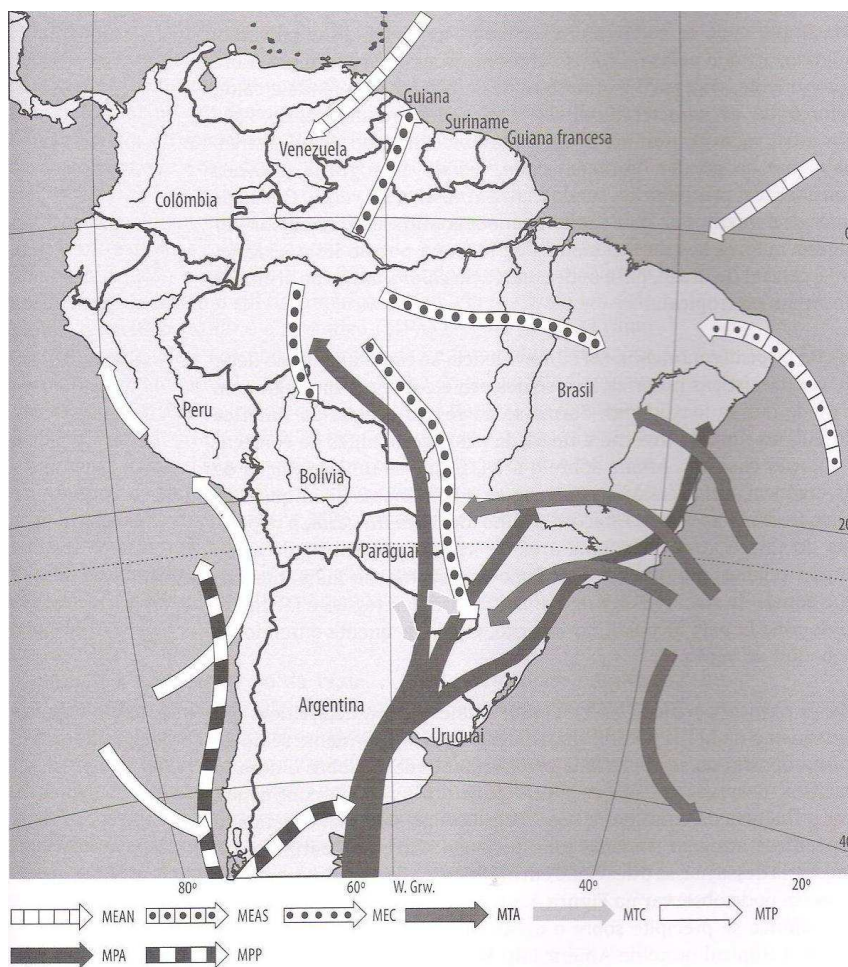 Guiana
Suriname
Guiana francesa
Venezuela
Colômbia
0
Brasil
Peru
Bolívia
20
Paraguai
Argentina
Uruguai
40
80º
60º
W. Grw.
40º
20º
MEAN
MEAS
MEC
MTA
MTC
MTP
MPA
MPP